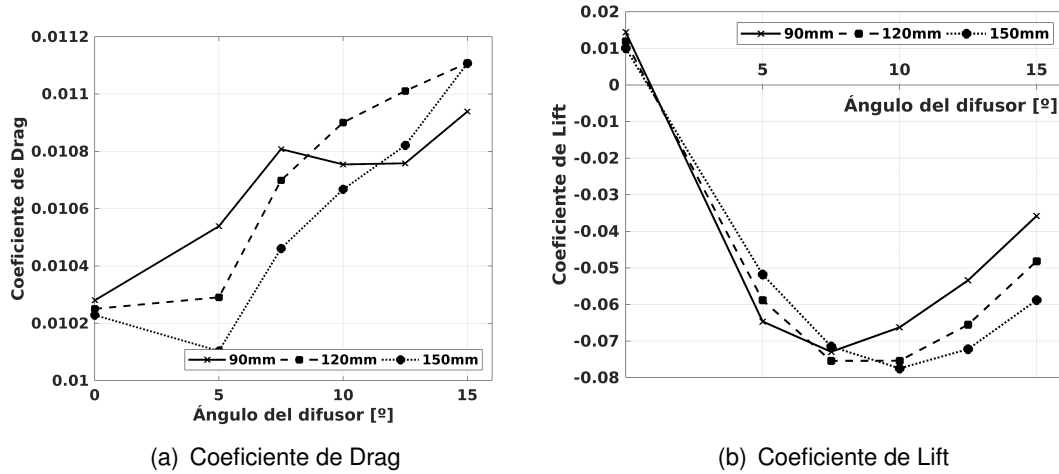 0.0112
0.011
0.0108
0.0106
0.0104
0.0102
0.01
Coeficiente de Drag
90mm 120mm 150mm
0 5 10 15
Ángulo del difusor [º]
(a) Coeficiente de Drag
0.02
0.01
0
-0.01
-0.02
-0.03
-0.04
-0.05
-0.06
-0.07
-0.08
Coeficiente de Lift
90mm 120mm 150mm
5 10 15
Ángulo del difusor [º]
(b) Coeficiente de Lift